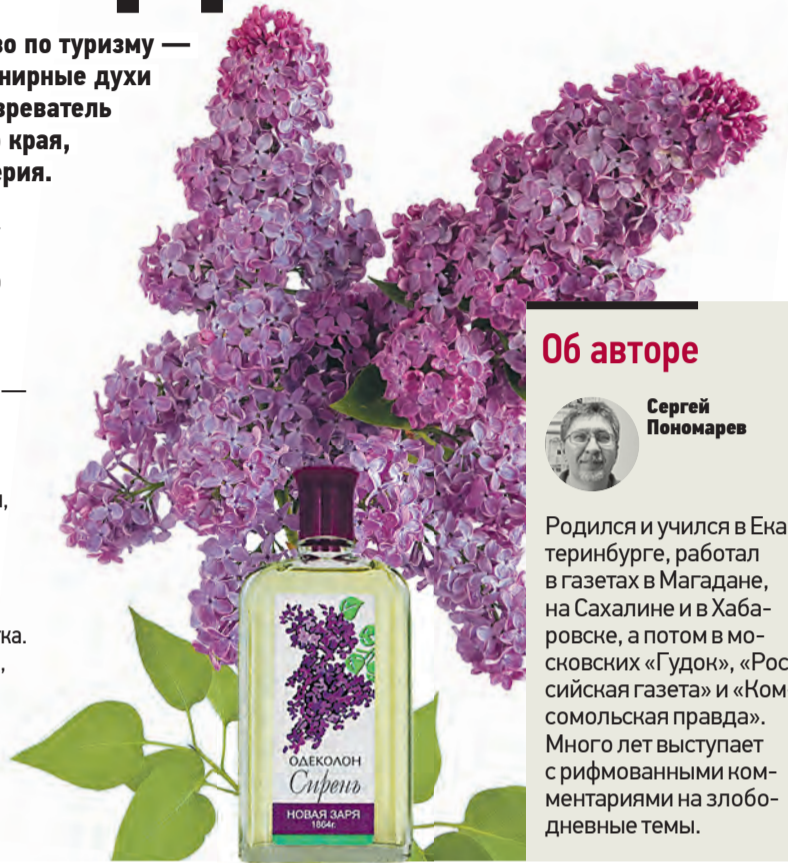 во по туризму —
нирные духи
зреватель
края,
ерия.
—
ка.
Об авторе
Сергей
Пономарев
Родился и учился в Ека
теринбурге, работал
в газетах в Магадане,
на Сахалине и в Хаба-
ровске, а потом в мо-
сковских «Гудок», «Рос
сийская газета» и «Ком
сомольская правда».
Много лет выступает
с рифмованными ком-
ментариями на злобо-
дневные темы.
ОДЕКОЛОН
Сирень
НОВАЯ ЗАРЯ
1864г.